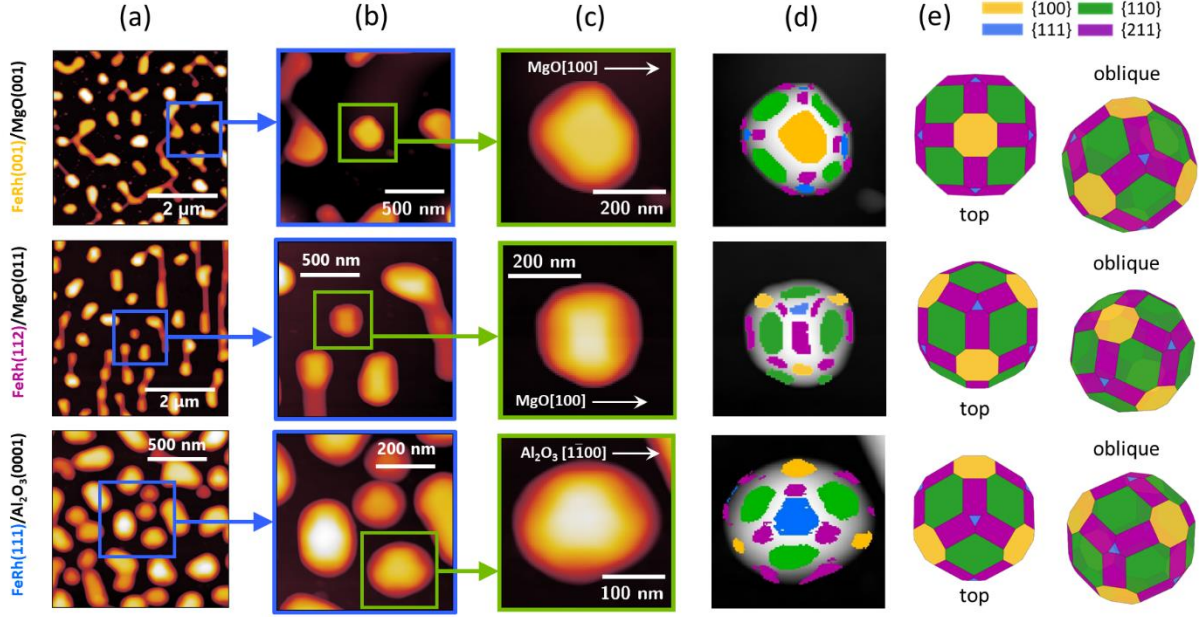 (a)
(b)
(c)
(d)
(e)
{100}
{110}
{111}
{211}
FeRh(001)/MgO(001)
2 µm
500 nm
MgO[100]
200 nm
top
oblique
FeRh(112)/MgO(011)
2 µm
500 nm
200 nm
MgO[100]
top
oblique
FeRh(111)/Al₂O₃(0001)
500 nm
200 nm
Al₂O₃ [11̄00]
100 nm
top
oblique